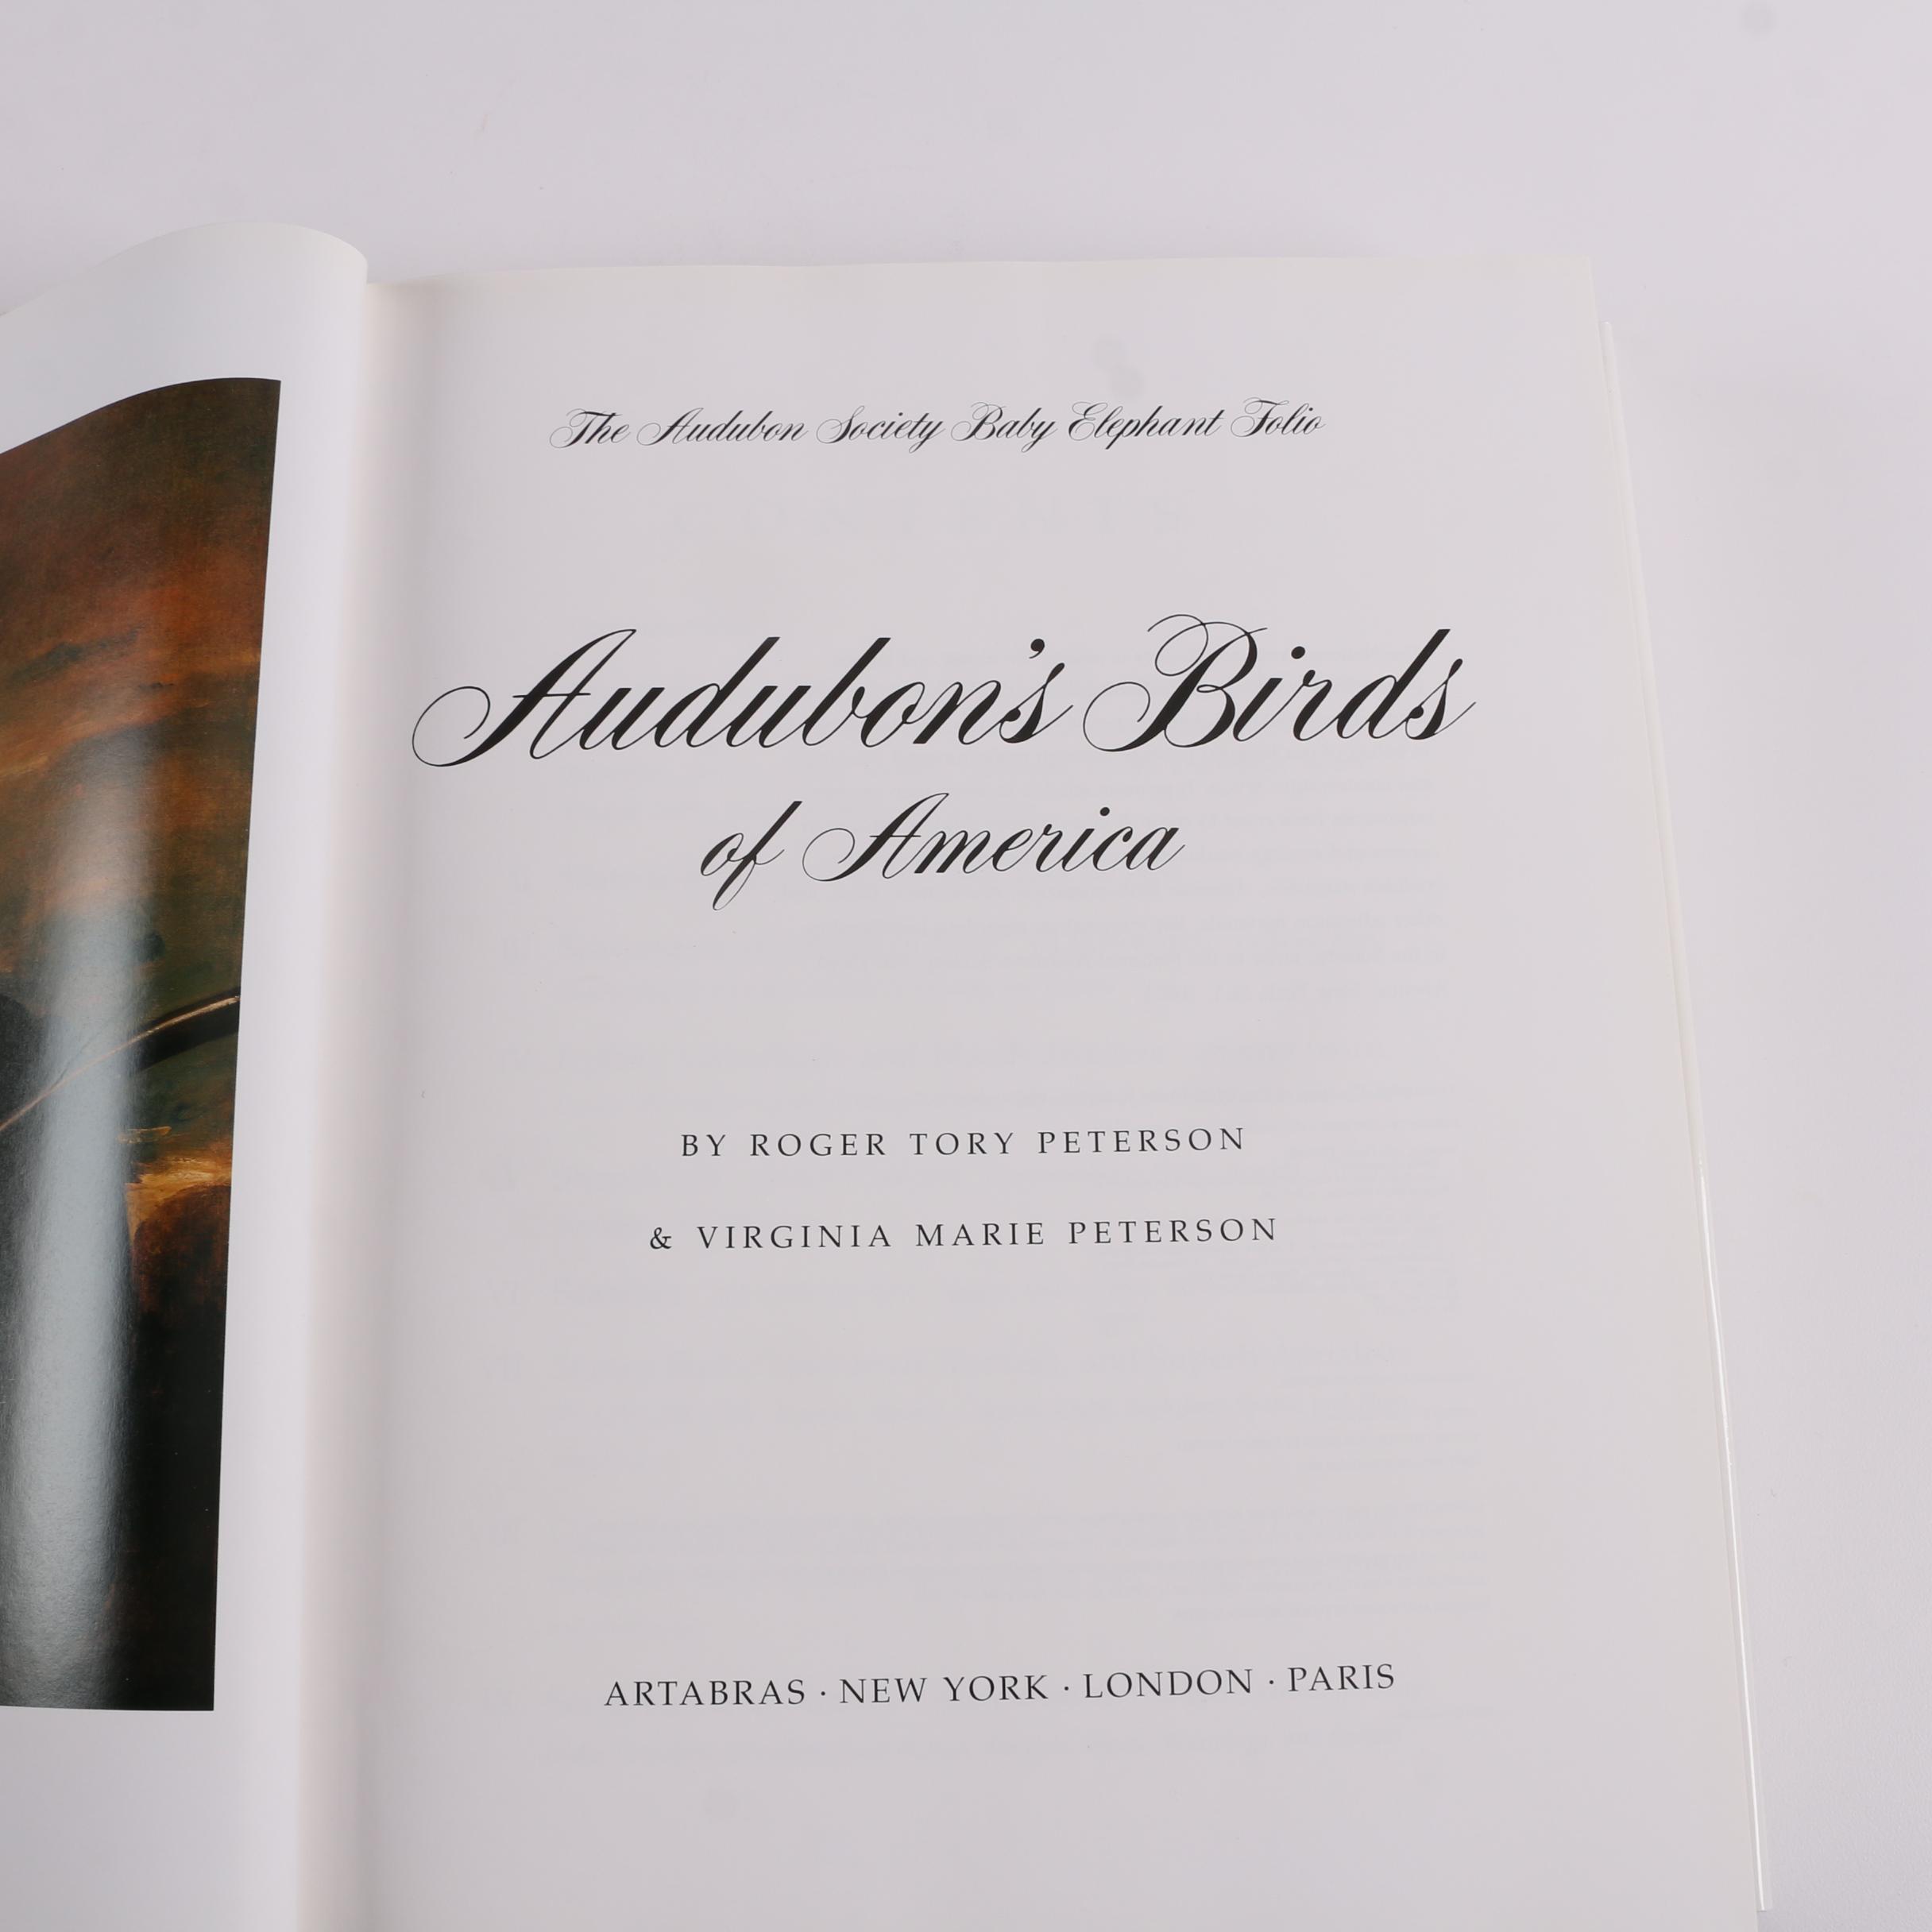 The Audubon Society Baby Elephant Folio
Audubon's Birds
of America
BY ROGER TORY PETERSON
& VIRGINIA MARIE PETERSON
ARTABRAS · NEW YORK · LONDON · PARIS